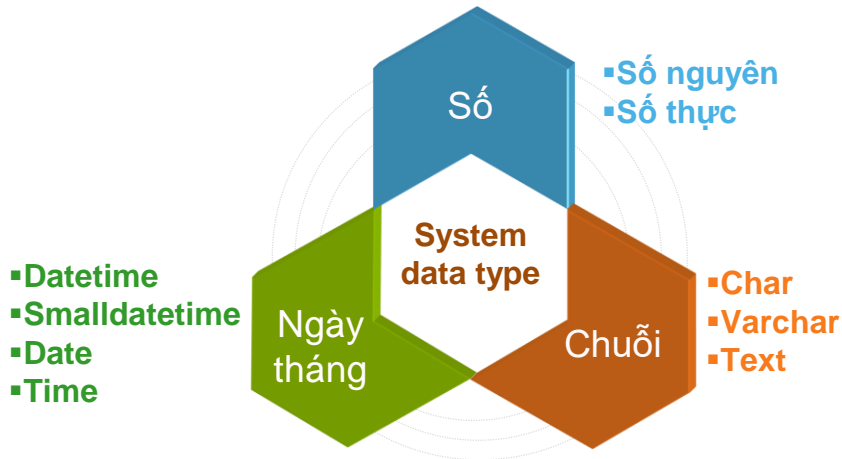 Số
▪Số nguyên
▪Số thực
System
data type
▪Datetime
▪Smalldatetime
▪Date
▪Time
Ngày
tháng
Chuỗi
▪Char
▪Varchar
▪Text